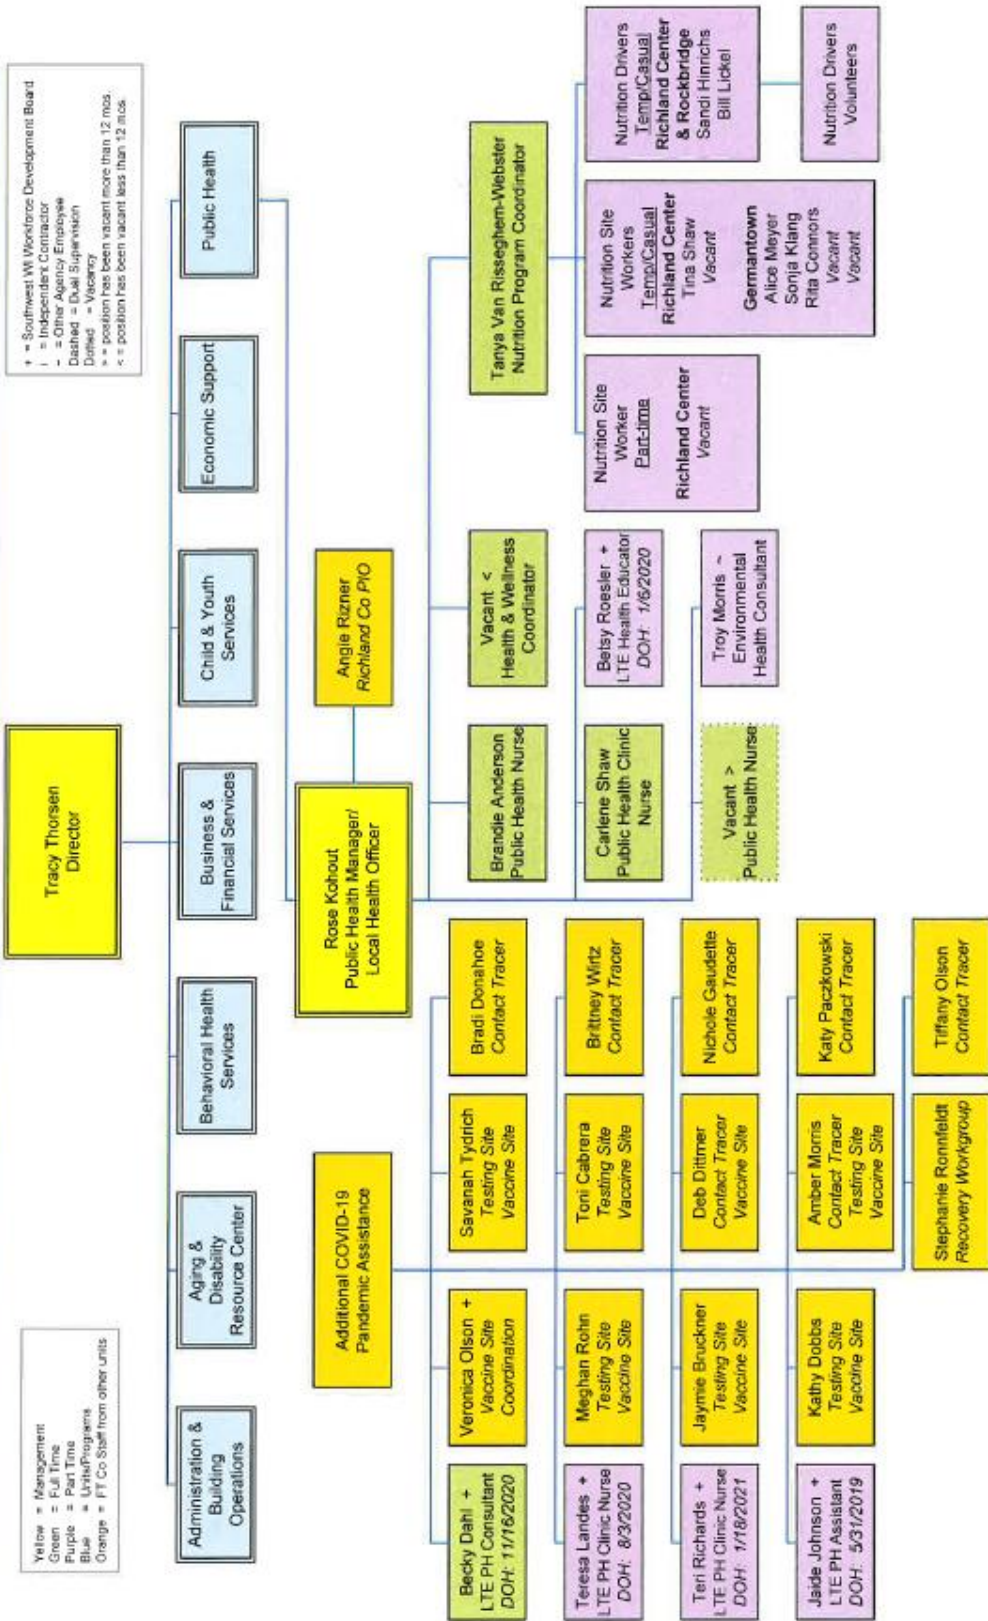 Yellow = Management
Green = Full Time
Purple = Part Time
Blue = Units/Programs
Orange = FT Co Staff from other units
Tracy Thorsen
Director
+ = Southwest WI Workforce Development Board
i = Independent Contractor
~ = Other Agency Employee
Dashed = Dual Supervision
Dotted = Vacancy
> = position has been vacant more than 12 mos.
< = position has been vacant less than 12 mos.
Administration &
Building
Operations
Aging &
Disability
Resource Center
Behavioral Health
Services
Business &
Financial Services
Child & Youth
Services
Economic Support
Public Health
Additional COVID-19
Pandemic Assistance
Rose Kohout
Public Health Manager/
Local Health Officer
Angie Rizner
Richland Co PIO
Becky Dahl +
LTE PH Consultant
DOH: 11/16/2020
Veronica Olson +
Vaccine Site
Coordination
Savanah Tydrich
Testing Site
Vaccine Site
Bradi Donahoe
Contact Tracer
Teresa Landes +
LTE PH Clinic Nurse
DOH: 8/3/2020
Meghan Rohn
Testing Site
Vaccine Site
Toni Cabrera
Testing Site
Vaccine Site
Brittney Wirtz
Contact Tracer
Teri Richards +
LTE PH Clinic Nurse
DOH: 1/18/2021
Jaymie Bruckner
Testing Site
Vaccine Site
Deb Dittmer
Contact Tracer
Vaccine Site
Nichole Gaudette
Contact Tracer
Jaide Johnson +
LTE PH Assistant
DOH: 5/31/2019
Kathy Dobbs
Testing Site
Vaccine Site
Amber Morris
Contact Tracer
Testing Site
Vaccine Site
Katy Paczkowski
Contact Tracer
Stephanie Ronnfeldt
Recovery Workgroup
Tiffany Olson
Contact Tracer
Brandie Anderson
Public Health Nurse
Vacant <
Health & Wellness
Coordinator
Tanya Van Risseghem-Webster
Nutrition Program Coordinator
Carlene Shaw
Public Health Clinic
Nurse
Betsy Roesler +
LTE Health Educator
DOH: 1/6/2020
Vacant >
Public Health Nurse
Troy Morris ~
Environmental
Health Consultant
Nutrition Site
Worker
Part-time
Richland Center
Vacant
Nutrition Site
Workers
Temp/Casual
Richland Center
Tina Shaw
Vacant
Germantown
Alice Meyer
Sonja Klang
Rita Connors
Vacant
Vacant
Nutrition Drivers
Temp/Casual
Richland Center
& Rockbridge
Sandi Hinrichs
Bill Lickel
Nutrition Drivers
Volunteers